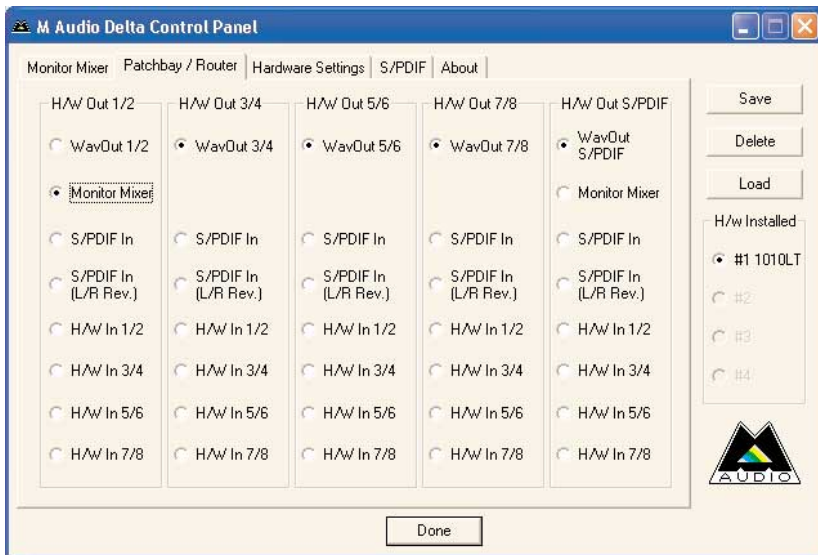 M Audio Delta Control Panel
Monitor Mixer Patchbay / Router Hardware Settings S/PDIF About
H/W Out 1/2
WavOut 1/2
Monitor Mixer
S/PDIF In
S/PDIF In
(L/R Rev.)
H/W In 1/2
H/W In 3/4
H/W In 5/6
H/W In 7/8
H/W Out 3/4
WavOut 3/4
S/PDIF In
S/PDIF In
(L/R Rev.)
H/W In 1/2
H/W In 3/4
H/W In 5/6
H/W In 7/8
H/W Out 5/6
WavOut 5/6
S/PDIF In
S/PDIF In
(L/R Rev.)
H/W In 1/2
H/W In 3/4
H/W In 5/6
H/W In 7/8
H/W Out 7/8
WavOut 7/8
S/PDIF In
S/PDIF In
(L/R Rev.)
H/W In 1/2
H/W In 3/4
H/W In 5/6
H/W In 7/8
H/W Out S/PDIF
WavOut
S/PDIF
Monitor Mixer
S/PDIF In
S/PDIF In
(L/R Rev.)
H/W In 1/2
H/W In 3/4
H/W In 5/6
H/W In 7/8
Save
Delete
Load
H/w Installed
#1 1010LT
#2
#3
#4
M
AUDIO
Done